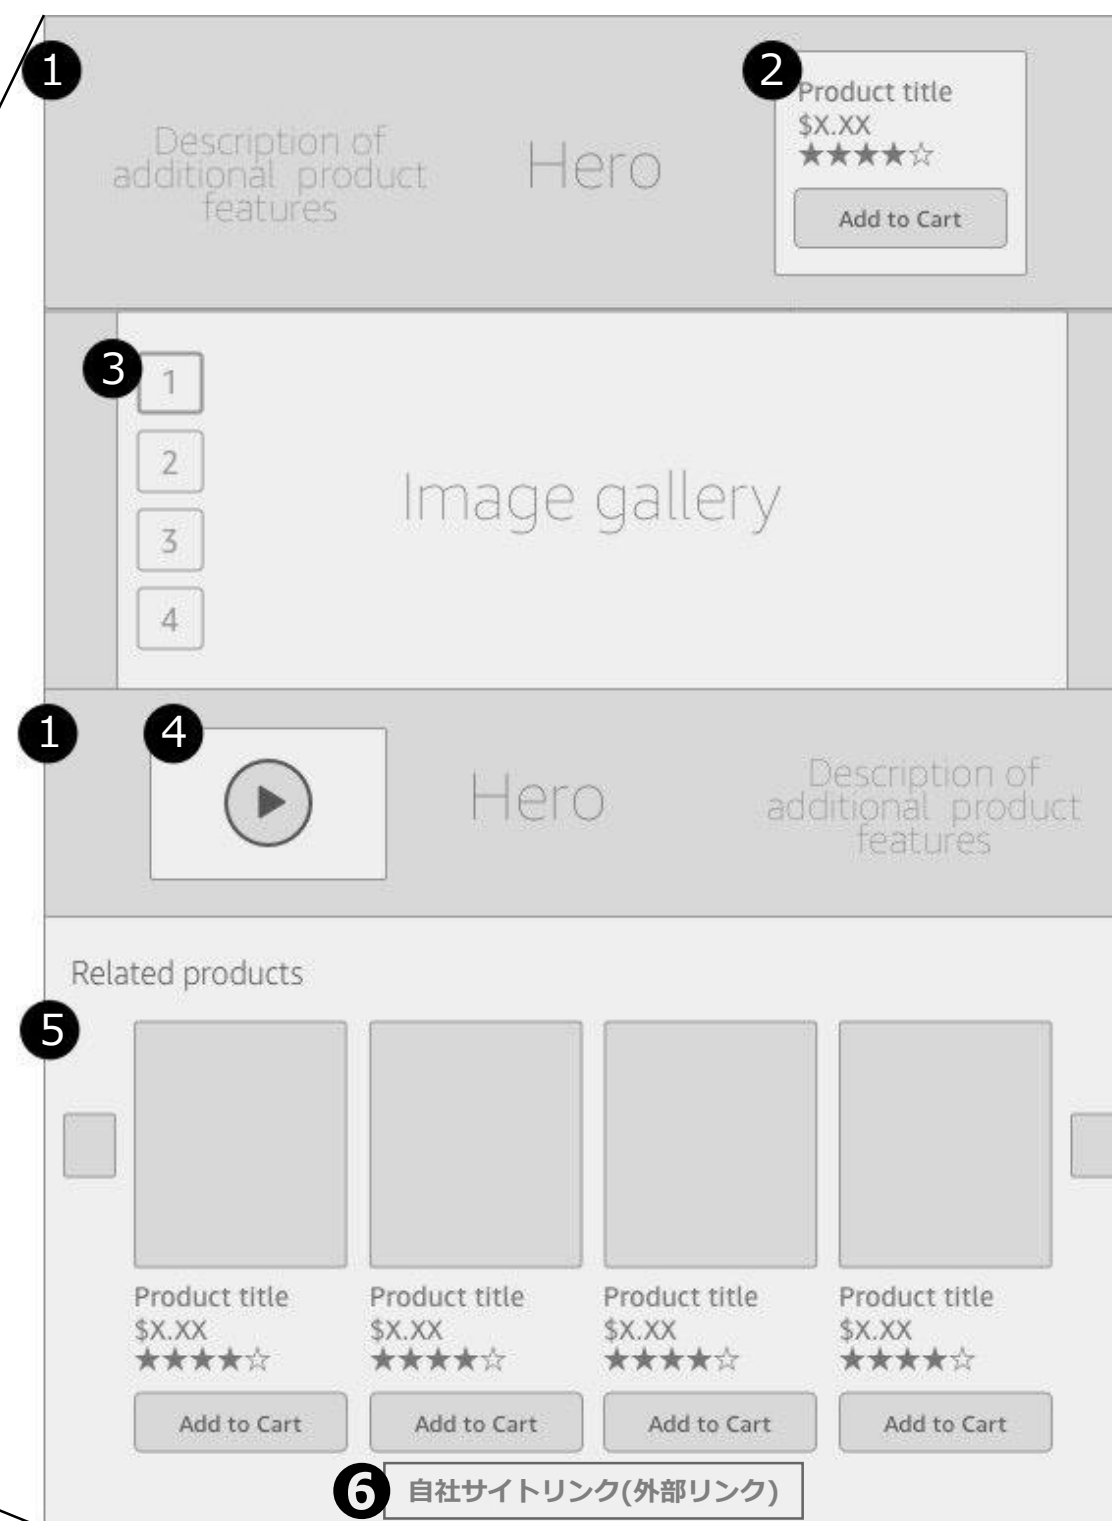 1
2
Product title
$X.XX
★★★★☆
Add to Cart
Description of
additional product
features
Hero
3
1
2
3
4
Image gallery
1
4
Hero
Description of
additional product
features
Related products
5
Product title Product title Product title Product title
$X.XX $X.XX $X.XX $X.XX
★★★★☆ ★★★★☆ ★★★★☆ ★★★★☆
Add to Cart Add to Cart Add to Cart Add to Cart
6 自社サイトリンク(外部リンク)